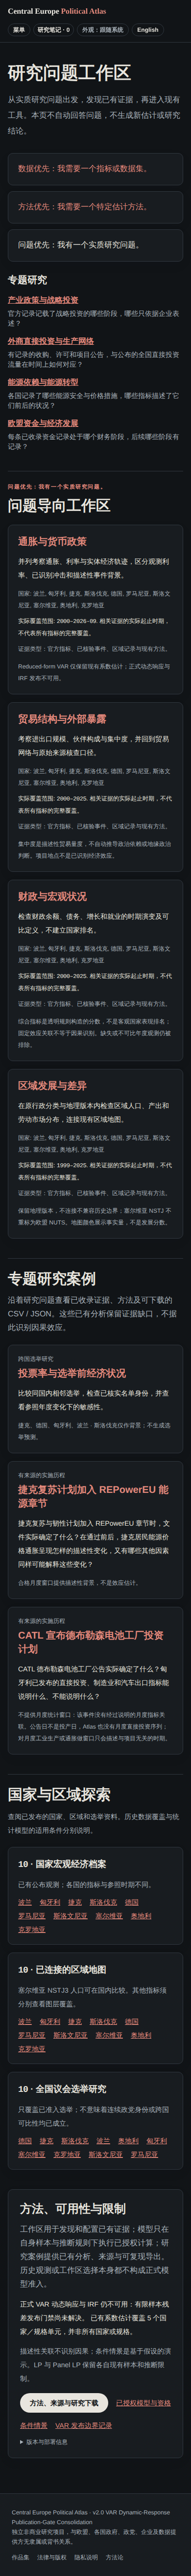 Central Europe Political Atlas
菜单
研究笔记 · 0
外观：跟随系统
English
研究问题工作区
从实质研究问题出发，发现已有证据，再进入现有
工具。本页不自动回答问题，不生成新估计或研究
结论。
数据优先：我需要一个指标或数据集。
方法优先：我需要一个特定估计方法。
问题优先：我有一个实质研究问题。
专题研究
产业政策与战略投资
官方记录记载了战略投资的哪些阶段，哪些只依据企业表
述？
外商直接投资与生产网络
有记录的收购、许可和项目公告，与公布的全国直接投资
流量在时间上如何对应？
能源依赖与能源转型
各国记录了哪些能源安全与价格措施，哪些指标描述了它
们前后的状况？
欧盟资金与经济发展
每条已收录资金记录处于哪个财务阶段，后续哪些阶段有
记录？
问题优先：我有一个实质研究问题。
问题导向工作区
通胀与货币政策
并列考察通胀、利率与实体经济轨迹，区分观测利
率、已识别冲击和描述性事件背景。
国家: 波兰, 匈牙利, 捷克, 斯洛伐克, 德国, 罗马尼亚, 斯洛文
尼亚, 塞尔维亚, 奥地利, 克罗地亚
实际覆盖范围: 2000–2026-09. 相关证据的实际起止时期，
不代表所有指标的完整覆盖。
证据类型：官方指标、已核验事件、区域记录与现有方法。
Reduced-form VAR 仅保留现有系数估计；正式动态响应与
IRF 发布不可用。
贸易结构与外部暴露
考察进出口规模、伙伴构成与集中度，并回到贸易
网络与原始来源核查口径。
国家: 波兰, 匈牙利, 捷克, 斯洛伐克, 德国, 罗马尼亚, 斯洛文
尼亚, 塞尔维亚, 奥地利, 克罗地亚
实际覆盖范围: 2000–2025. 相关证据的实际起止时期，不代
表所有指标的完整覆盖。
证据类型：官方指标、已核验事件、区域记录与现有方法。
集中度是描述性贸易暴露，不自动推导政治依赖或地缘政治
判断。项目地点不是已识别经济效应。
财政与宏观状况
检查财政余额、债务、增长和就业的时期演变及可
比定义，不建立国家排名。
国家: 波兰, 匈牙利, 捷克, 斯洛伐克, 德国, 罗马尼亚, 斯洛文
尼亚, 塞尔维亚, 奥地利, 克罗地亚
实际覆盖范围: 2000–2025. 相关证据的实际起止时期，不代
表所有指标的完整覆盖。
证据类型：官方指标、已核验事件、区域记录与现有方法。
综合指标是透明规则构造的分数，不是客观国家表现排名；
固定效应关联不等于因果识别。缺失或不可比年度观测仍被
排除。
区域发展与差异
在原行政分类与地理版本内检查区域人口、产出和
劳动市场分布，连接现有区域地图。
国家: 波兰, 匈牙利, 捷克, 斯洛伐克, 德国, 罗马尼亚, 斯洛文
尼亚, 塞尔维亚, 奥地利, 克罗地亚
实际覆盖范围: 1999–2025. 相关证据的实际起止时期，不代
表所有指标的完整覆盖。
证据类型：官方指标、已核验事件、区域记录与现有方法。
保留地理版本，不连接不兼容历史边界；塞尔维亚 NSTJ 不
重标为欧盟 NUTS。地图颜色展示事实量，不是发展分数。
专题研究案例
沿着研究问题查看已收录证据、方法及可下载的
CSV / JSON。这些已有分析保留证据缺口，不据
此识别因果效应。
跨国选举研究
投票率与选举前经济状况
比较同国内相邻选举，检查已核实名单身份，并查
看参照年度变化下的敏感性。
捷克、德国、匈牙利、波兰 · 斯洛伐克仅作背景；不生成选
举预测。
有来源的实施历程
捷克复苏计划加入 REPowerEU 能
源章节
捷克复苏与韧性计划加入 REPowerEU 章节时，文
件实际确定了什么？在通过前后，捷克居民能源价
格通胀呈现怎样的描述性变化，又有哪些其他因素
同样可能解释这些变化？
合格月度窗口提供描述性背景，不是效应估计。
有来源的实施历程
CATL 宣布德布勒森电池工厂投资
计划
CATL 德布勒森电池工厂公告实际确定了什么？匈
牙利已发布的直接投资、制造业和汽车出口指标能
说明什么、不能说明什么？
不提供月度统计窗口：该事件没有经过说明的月度指标关
联。公告日不是投产日，Atlas 也没有月度直接投资序列；
对月度工业生产或通胀做窗口只会描述与项目无关的时期。
国家与区域探索
查阅已发布的国家、区域和选举资料。历史数据覆盖与统
计模型的适用条件分别说明。
10 · 国家宏观经济档案
已有公布观测；各国的指标与参照时期不同。
波兰 匈牙利 捷克 斯洛伐克 德国
罗马尼亚 斯洛文尼亚 塞尔维亚 奥地利
克罗地亚
10 · 已连接的区域地图
塞尔维亚 NSTJ3 人口可在国内比较。其他指标须
分别查看图层覆盖。
波兰 匈牙利 捷克 斯洛伐克 德国
罗马尼亚 斯洛文尼亚 塞尔维亚 奥地利
克罗地亚
10 · 全国议会选举研究
只覆盖已准入选举；不意味着连续政党身份或跨国
可比性均已成立。
德国 捷克 斯洛伐克 波兰 奥地利 匈牙利
塞尔维亚 克罗地亚 斯洛文尼亚 罗马尼亚
方法、可用性与限制
工作区用于发现和配置已有证据；模型只在
自身样本与推断规则下执行已授权计算；研
究案例提供已有分析、来源与可复现导出。
历史观测或工作区选择本身都不构成正式模
型准入。
正式 VAR 动态响应与 IRF 仍不可用：有限样本残
差发布门禁尚未解决。 已有系数估计覆盖 5 个国
家／规格单元，并非所有国家或规格。
描述性关联不识别因果；条件情景是基于假设的演
示。LP 与 Panel LP 保留各自现有样本和推断限
制。
方法、来源与研究下载
已授权模型与资格
条件情景 VAR 发布边界记录
▸ 版本与部署信息
Central Europe Political Atlas · v2.0 VAR Dynamic-Response
Publication-Gate Consolidation
独立非商业研究项目，与欧盟、各国政府、政党、企业及数据提
供方无隶属或背书关系。
作品集 法律与版权 隐私说明 方法论